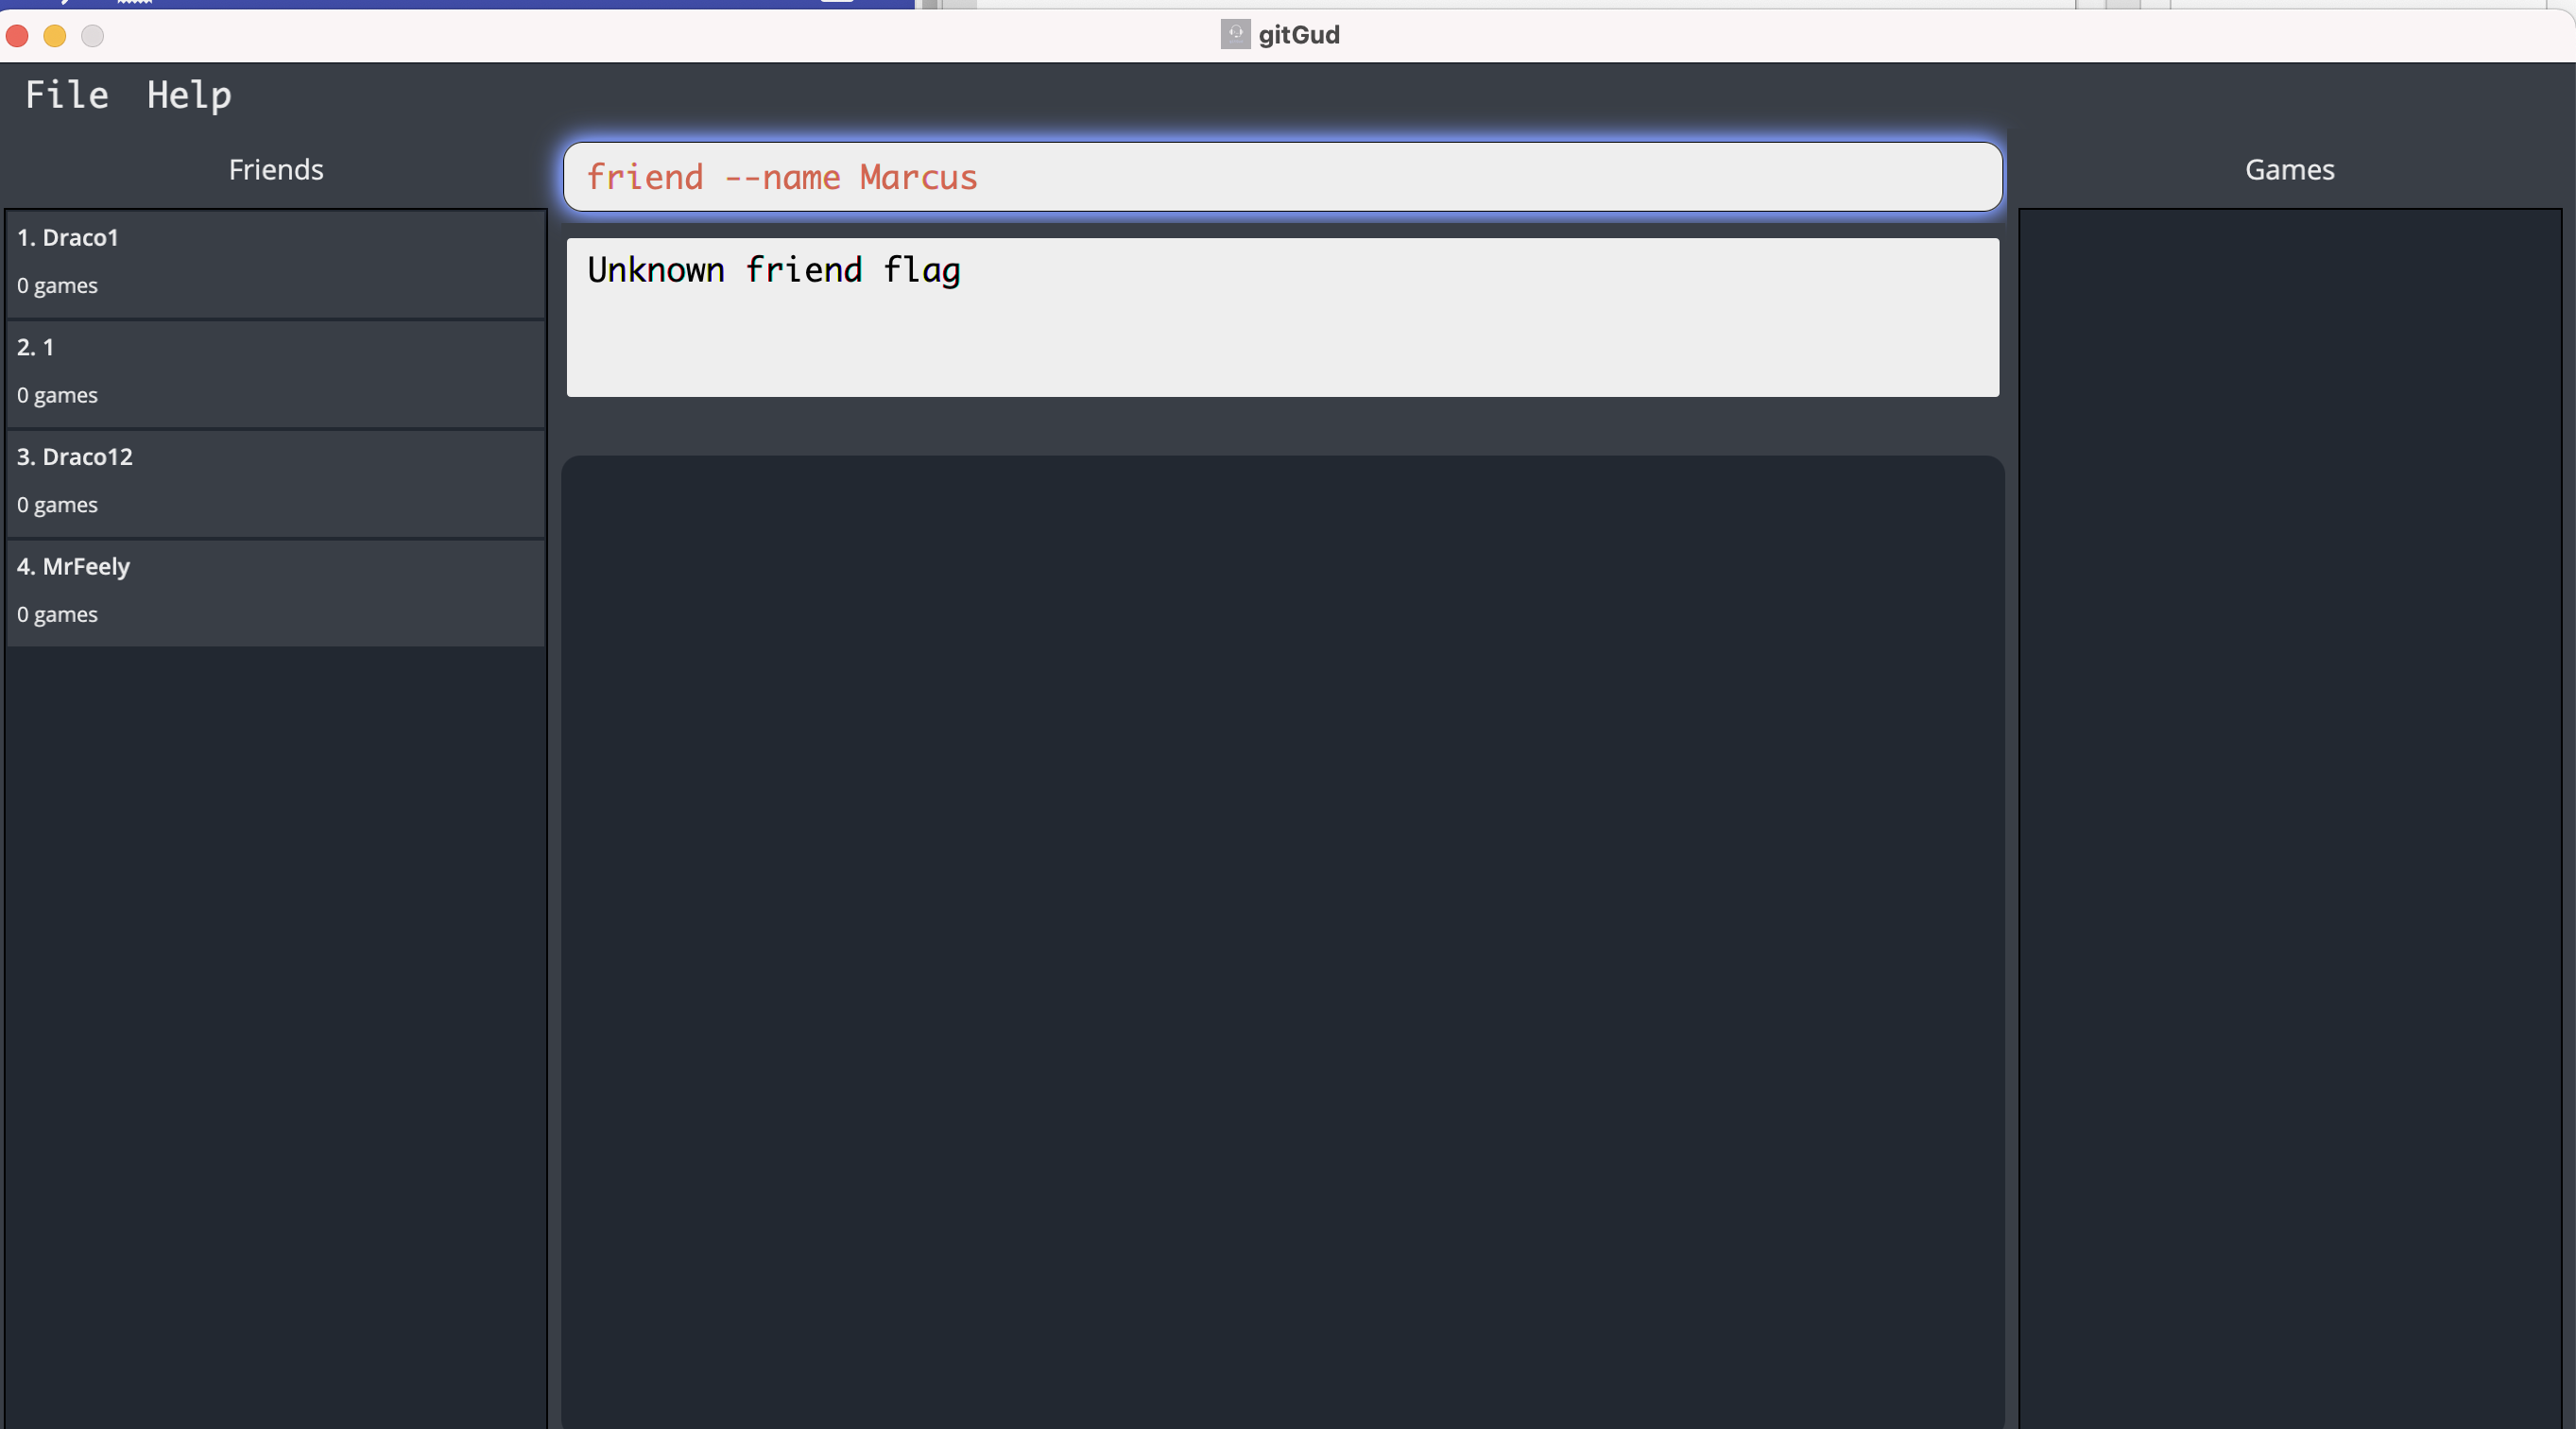 gitGud
File Help
Friends
friend --name Marcus
Games
Unknown friend flag
1. Draco1
0 games
2. 1
0 games
3. Draco12
0 games
4. MrFeely
0 games